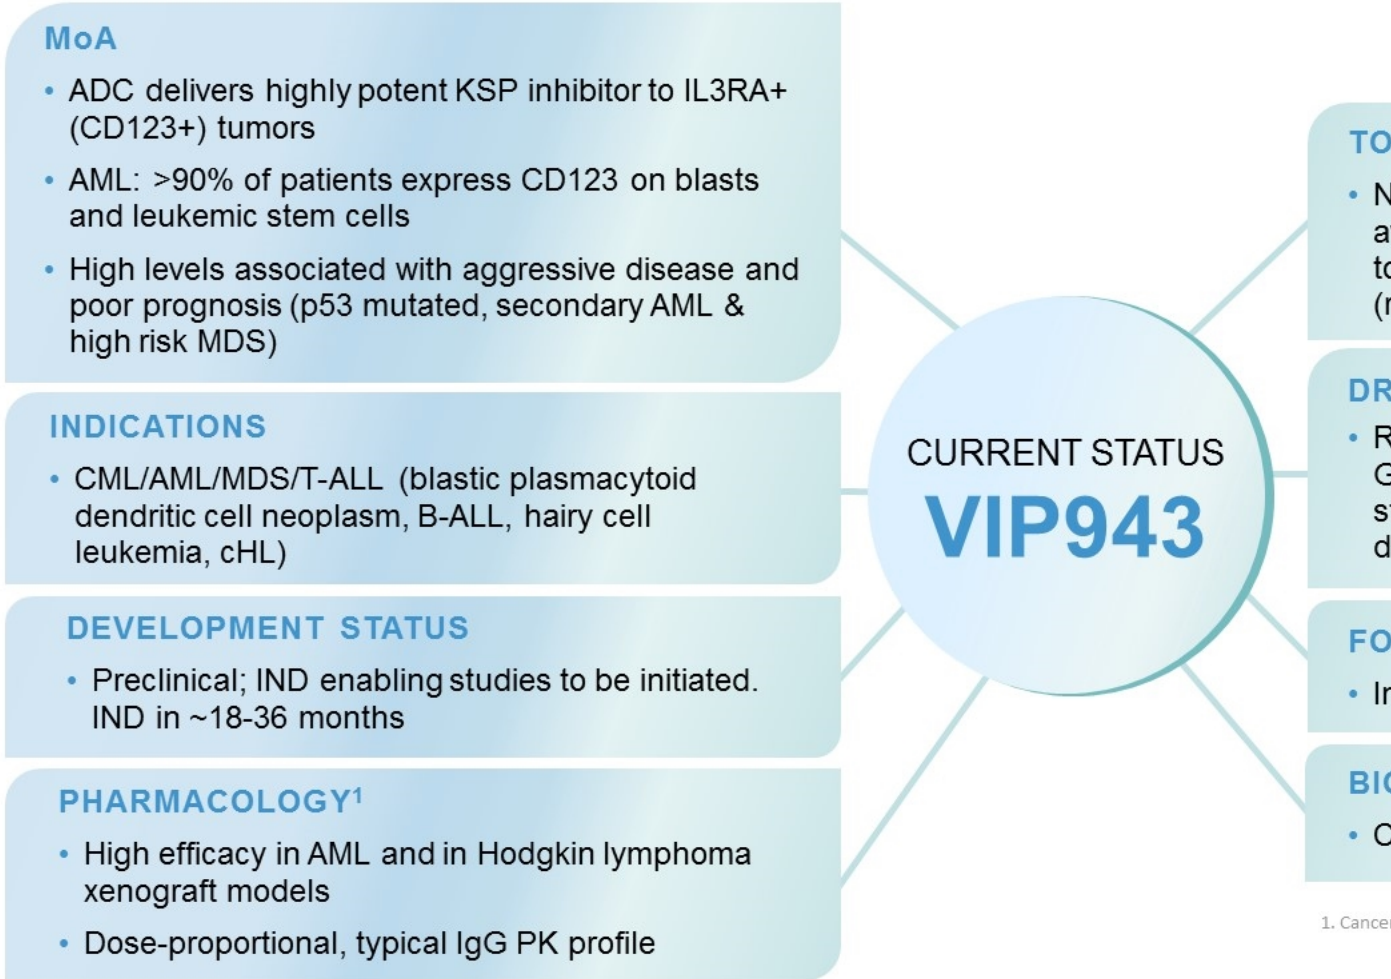 MoA
• ADC delivers highly potent KSP inhibitor to IL3RA+
(CD123+) tumors
• AML: >90% of patients express CD123 on blasts
and leukemic stem cells
• High levels associated with aggressive disease and
poor prognosis (p53 mutated, secondary AML &
high risk MDS)
INDICATIONS
• CML/AML/MDS/T-ALL (blastic plasmacytoid
dendritic cell neoplasm, B-ALL, hairy cell
leukemia, cHL)
DEVELOPMENT STATUS
• Preclinical; IND enabling studies to be initiated.
IND in ~18-36 months
PHARMACOLOGY¹
• High efficacy in AML and in Hodgkin lymphoma
xenograft models
• Dose-proportional, typical IgG PK profile
CURRENT STATUS
VIP943
1. Cancer